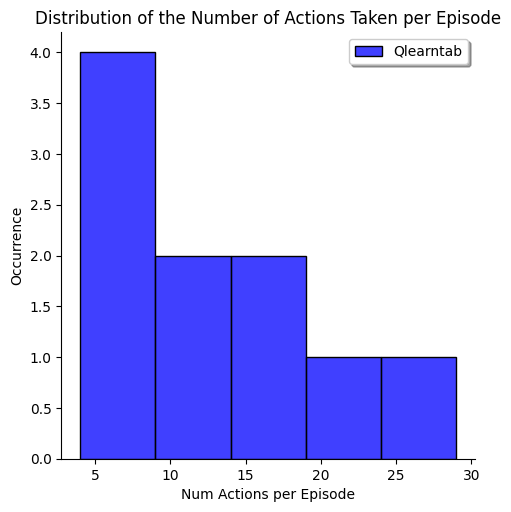 Distribution of the Number of Actions Taken per Episode
Qlearntab
4.0
3.5
3.0
2.5
2.0
1.5
1.0
0.5
0.0
Occurrence
5 10 15 20 25 30
Num Actions per Episode